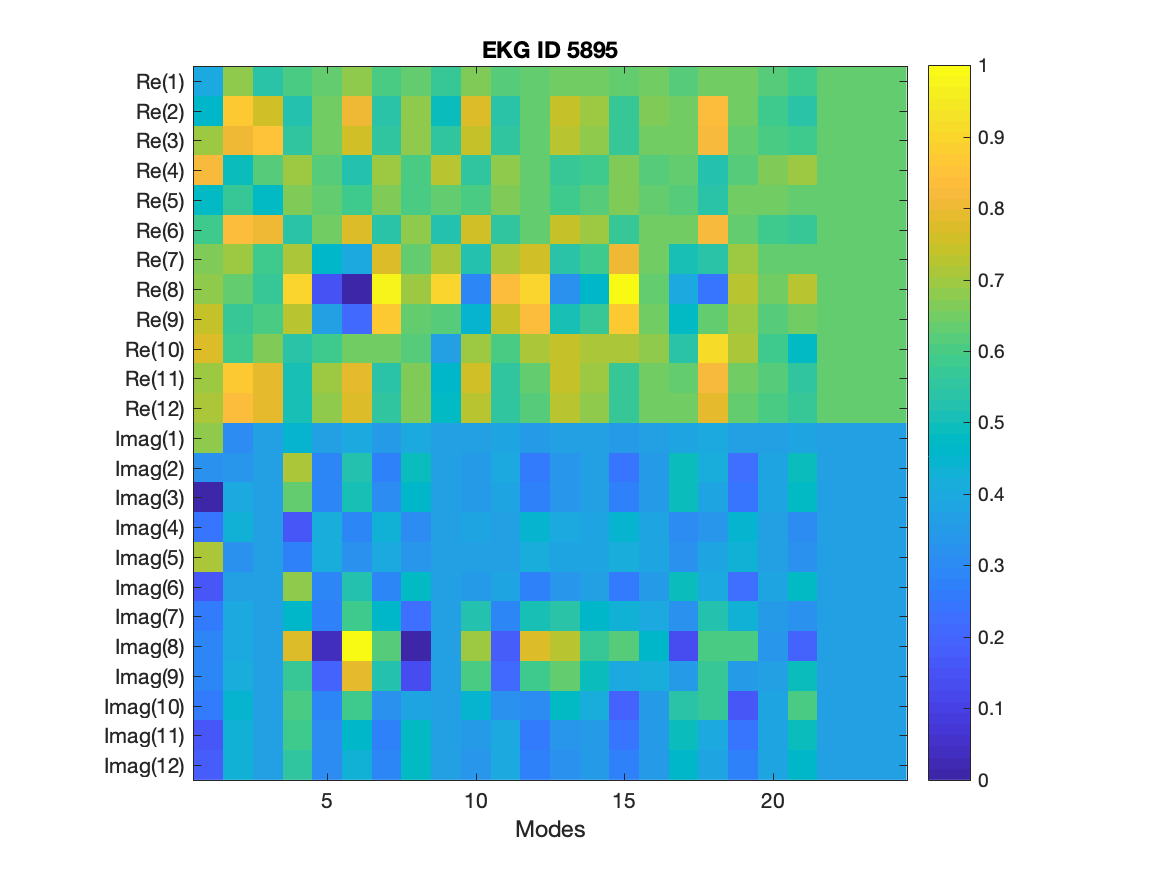 EKG ID 5895
Re(1)
Re(2)
Re(3)
Re(4)
Re(5)
Re(6)
Re(7)
Re(8)
Re(9)
Re(10)
Re(11)
Re(12)
Imag(1)
Imag(2)
Imag(3)
Imag(4)
Imag(5)
Imag(6)
Imag(7)
Imag(8)
Imag(9)
Imag(10)
Imag(11)
Imag(12)
5 10 15 20
Modes
1
0.9
0.8
0.7
0.6
0.5
0.4
0.3
0.2
0.1
0